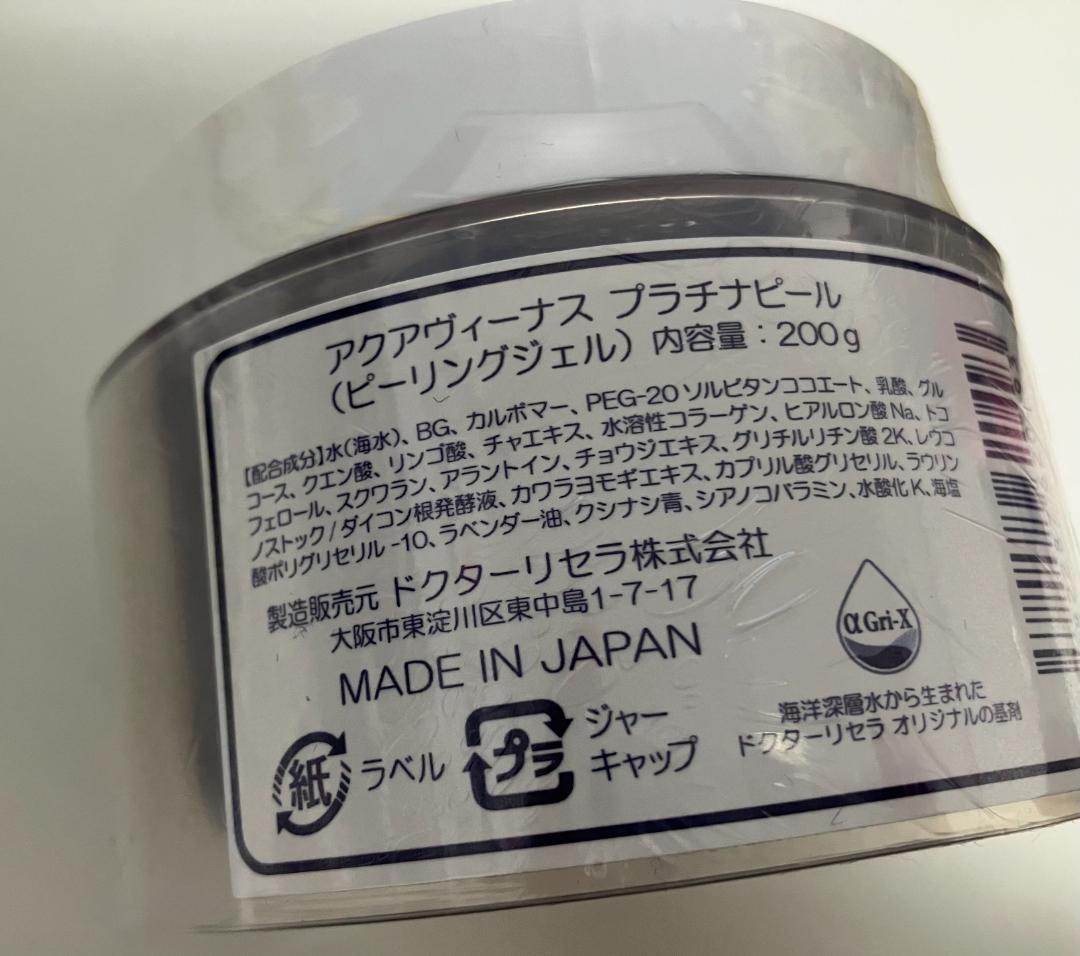 アクアヴィーナス プラチナピール
(ピーリングジェル) 内容量：200g
【配合成分】水(海水)、BG、カルボマー、PEG-20ソルビタンココエート、乳酸、グル
コース、クエン酸、リンゴ酸、チャエキス、水溶性コラーゲン、ヒアルロン酸Na、トコ
フェロール、スクワラン、アラントイン、チョウジエキス、グリチルリチン酸2K、レウコ
ノストック/ダイコン根発酵液、カワラヨモギエキス、カプリル酸グリセリル、ラウリン
酸ポリグリセリル-10、ラベンダー油、クシナシ青、シアノコバラミン、水酸化K、海塩
製造販売元 ドクターリセラ株式会社
大阪市東淀川区東中島1-7-17
MADE IN JAPAN
紙 ラベル
プラ ジャー
キャップ
αGri-X
海洋深層水から生まれた
ドクターリセラ オリジナルの基剤